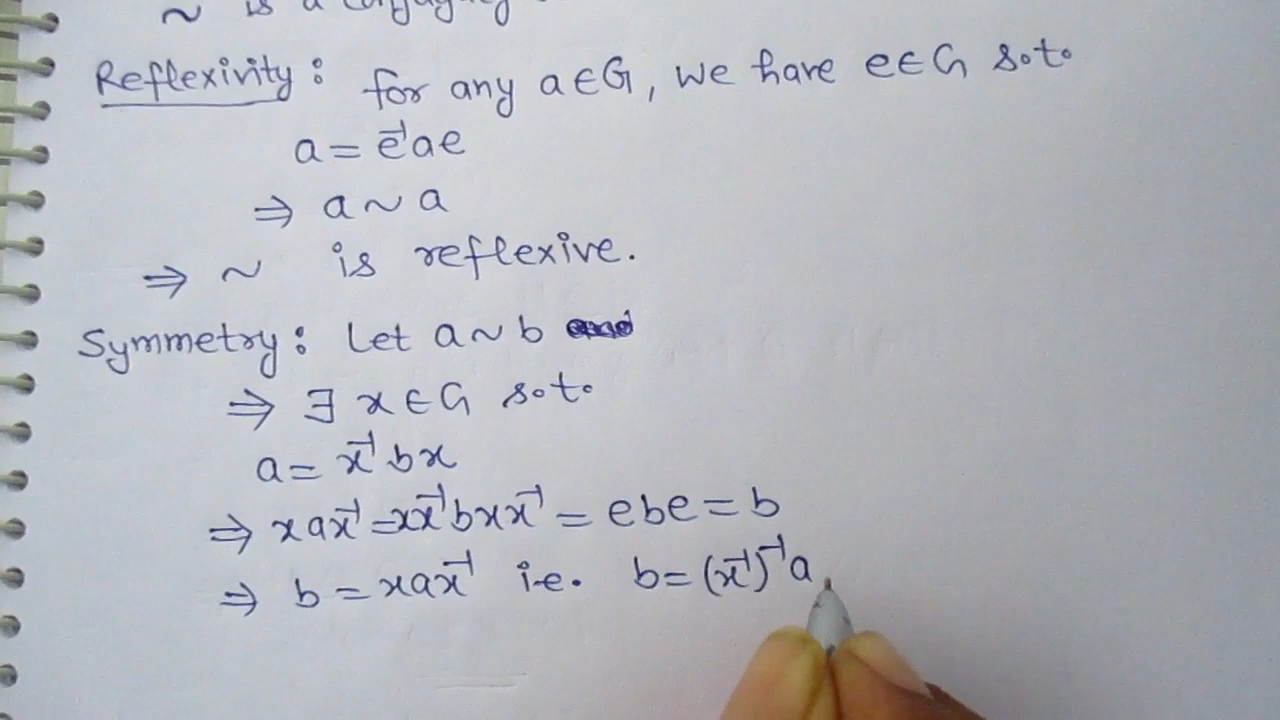 ~ is a
Reflexivity : for any a∈G, we have e∈G s.t.
a = e⁻¹ae
⇒ a ~ a
⇒ ~ is reflexive.
Symmetry : Let a ~ b
⇒ ∃ x∈G s.t.
a = x⁻¹bx
⇒ xax⁻¹ = xx⁻¹bxx⁻¹ = ebe = b
⇒ b = xax⁻¹ i.e. b = (x⁻¹)⁻¹a